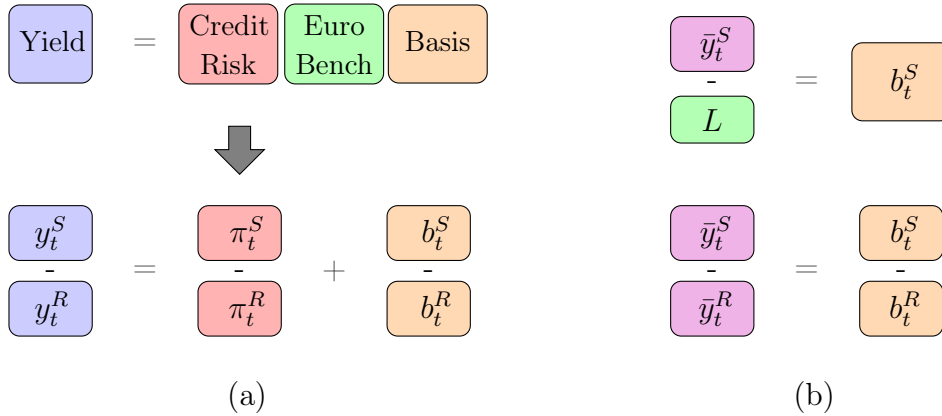 Yield = Credit Risk Euro Bench Basis
y_t^S - y_t^R = π_t^S - π_t^R + b_t^S - b_t^R
(a)
ȳ_t^S - L = b_t^S
ȳ_t^S - ȳ_t^R = b_t^S - b_t^R
(b)